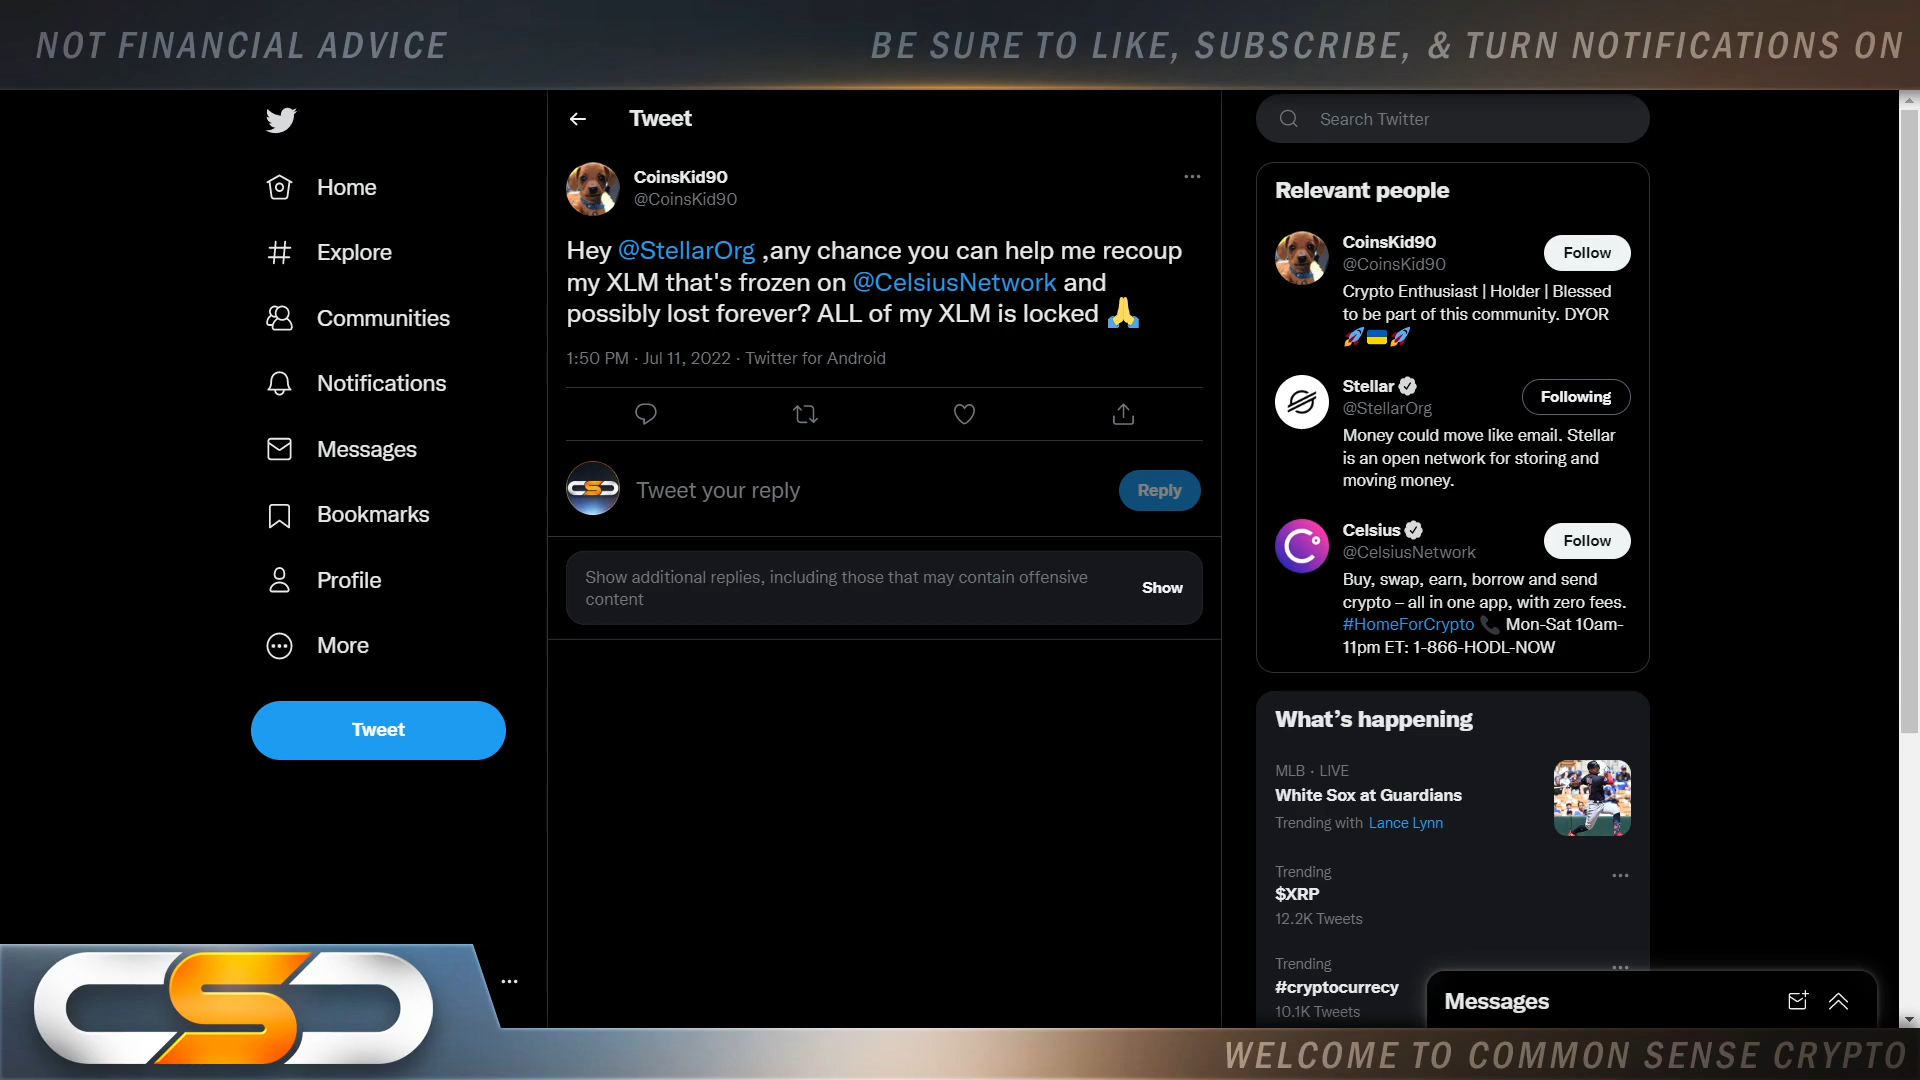 NOT FINANCIAL ADVICE
BE SURE TO LIKE, SUBSCRIBE, & TURN NOTIFICATIONS ON
Home
Explore
Communities
Notifications
Messages
Bookmarks
Profile
More
Tweet
Tweet
CoinsKid90
@CoinsKid90
Hey @StellarOrg ,any chance you can help me recoup
my XLM that's frozen on @CelsiusNetwork and
possibly lost forever? ALL of my XLM is locked 🙏
1:50 PM · Jul 11, 2022 · Twitter for Android
Tweet your reply
Reply
Show additional replies, including those that may contain offensive
content
Show
Search Twitter
Relevant people
CoinsKid90
@CoinsKid90
Follow
Crypto Enthusiast | Holder | Blessed
to be part of this community. DYOR
🚀🇺🇦🚀
Stellar
@StellarOrg
Following
Money could move like email. Stellar
is an open network for storing and
moving money.
Celsius
@CelsiusNetwork
Follow
Buy, swap, earn, borrow and send
crypto – all in one app, with zero fees.
#HomeForCrypto 📞 Mon-Sat 10am-
11pm ET: 1-866-HODL-NOW
What's happening
MLB · LIVE
White Sox at Guardians
Trending with Lance Lynn
Trending
$XRP
12.2K Tweets
Trending
#cryptocurrecy
10.1K Tweets
Messages
CSC
WELCOME TO COMMON SENSE CRYPTO